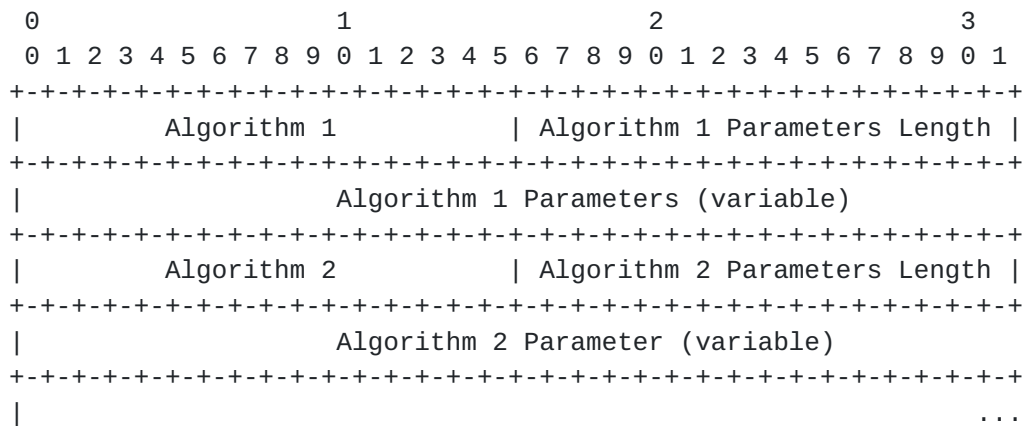 0                   1                   2                   3
 0 1 2 3 4 5 6 7 8 9 0 1 2 3 4 5 6 7 8 9 0 1 2 3 4 5 6 7 8 9 0 1
+-+-+-+-+-+-+-+-+-+-+-+-+-+-+-+-+-+-+-+-+-+-+-+-+-+-+-+-+-+-+-+-+
|         Algorithm 1           | Algorithm 1 Parameters Length |
+-+-+-+-+-+-+-+-+-+-+-+-+-+-+-+-+-+-+-+-+-+-+-+-+-+-+-+-+-+-+-+-+
|                    Algorithm 1 Parameters (variable)
+-+-+-+-+-+-+-+-+-+-+-+-+-+-+-+-+-+-+-+-+-+-+-+-+-+-+-+-+-+-+-+-+
|         Algorithm 2           | Algorithm 2 Parameters Length |
+-+-+-+-+-+-+-+-+-+-+-+-+-+-+-+-+-+-+-+-+-+-+-+-+-+-+-+-+-+-+-+-+
|                    Algorithm 2 Parameter (variable)
+-+-+-+-+-+-+-+-+-+-+-+-+-+-+-+-+-+-+-+-+-+-+-+-+-+-+-+-+-+-+-+-+
|                                                             ...